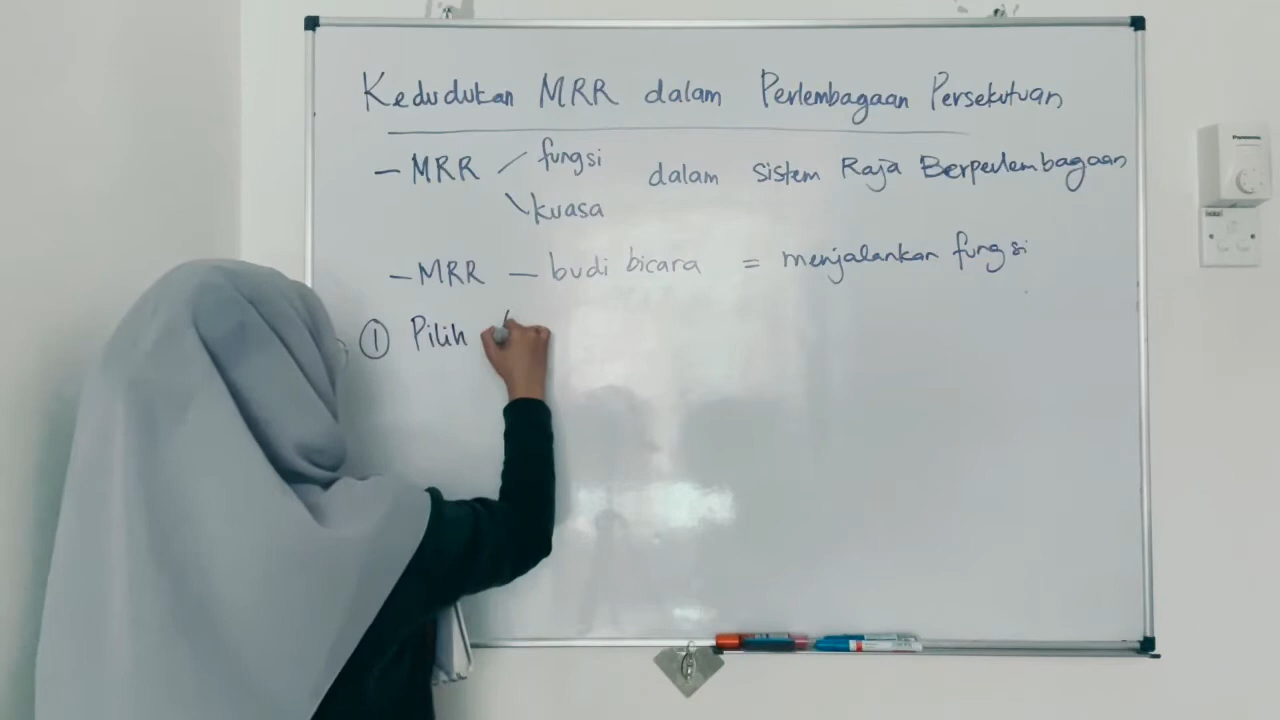 Kedudukan MRR dalam Perlembagaan Persekutuan
- MRR / fungsi dalam sistem Raja Berperlembagaan
\ kuasa
- MRR - budi bicara = menjalankan fungsi
① Pilih
Panasonic